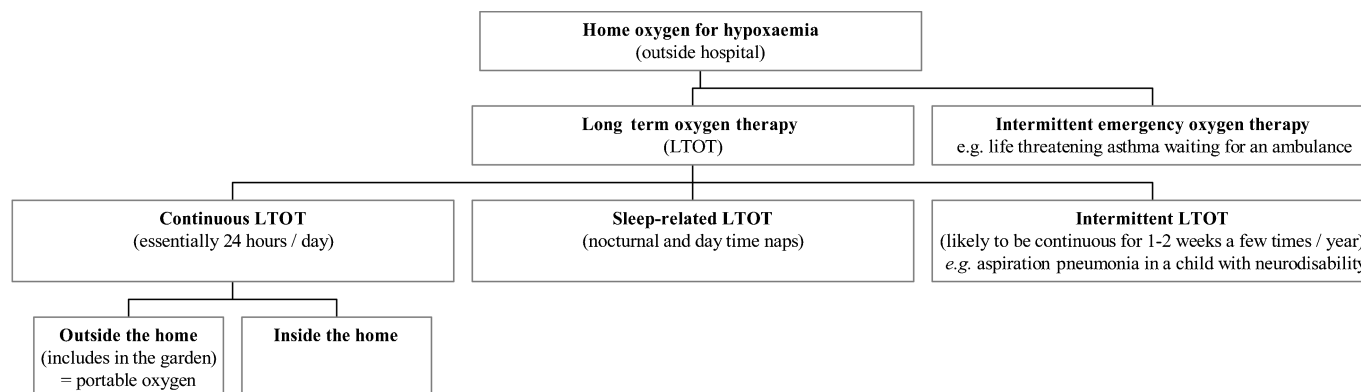 Home oxygen for hypoxaemia
(outside hospital)
Long term oxygen therapy
(LTOT)
Intermittent emergency oxygen therapy
e.g. life threatening asthma waiting for an ambulance
Continuous LTOT
(essentially 24 hours / day)
Sleep-related LTOT
(nocturnal and day time naps)
Intermittent LTOT
(likely to be continuous for 1-2 weeks a few times / year)
e.g. aspiration pneumonia in a child with neurodisability
Outside the home
(includes in the garden)
= portable oxygen
Inside the home